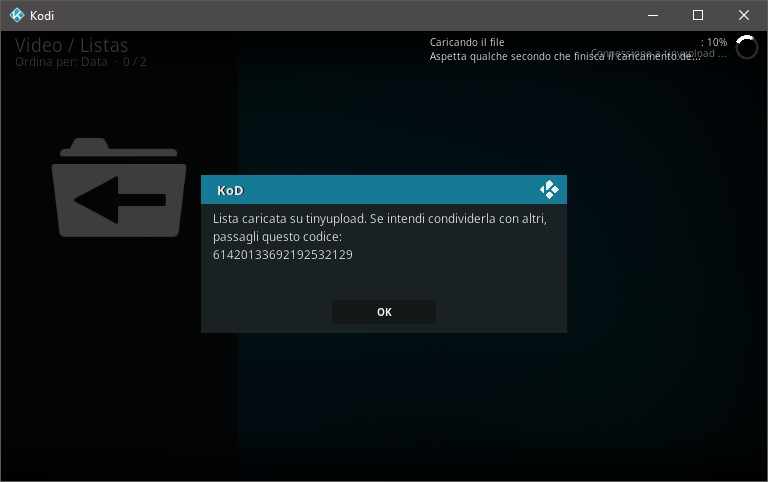 Kodi
Video / Listas
Ordina per: Data · 0 / 2
Caricando il file : 10%
Connessione a tinyupload ...
Aspetta qualche secondo che finisca il caricamento de...
KoD
Lista caricata su tinyupload. Se intendi condividerla con altri,
passagli questo codice:
61420133692192532129
OK